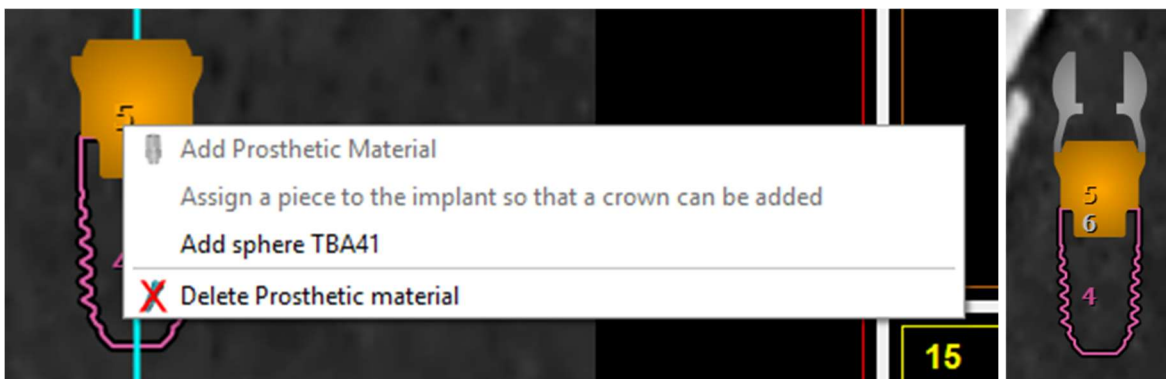 5
Add Prosthetic Material
Assign a piece to the implant so that a crown can be added
Add sphere TBA41
4
Delete Prosthetic material
15
5
6
4